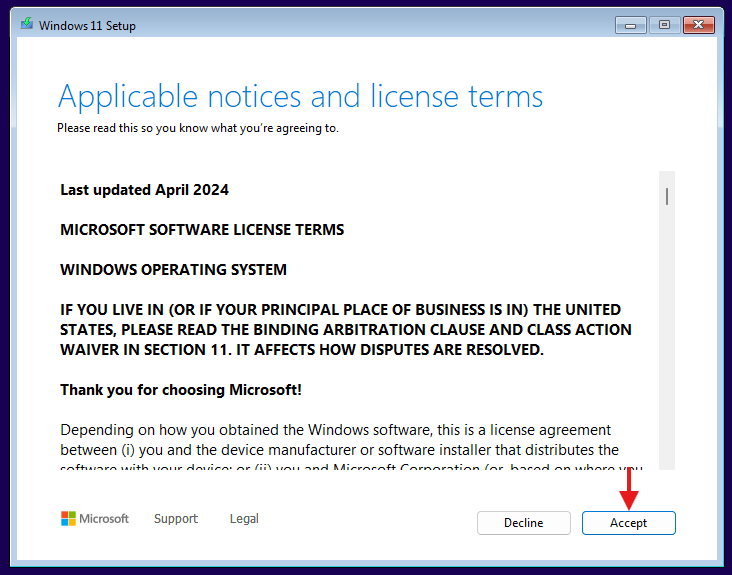 Windows 11 Setup
Applicable notices and license terms
Please read this so you know what you're agreeing to.
Last updated April 2024
MICROSOFT SOFTWARE LICENSE TERMS
WINDOWS OPERATING SYSTEM
IF YOU LIVE IN (OR IF YOUR PRINCIPAL PLACE OF BUSINESS IS IN) THE UNITED
STATES, PLEASE READ THE BINDING ARBITRATION CLAUSE AND CLASS ACTION
WAIVER IN SECTION 11. IT AFFECTS HOW DISPUTES ARE RESOLVED.
Thank you for choosing Microsoft!
Depending on how you obtained the Windows software, this is a license agreement
between (i) you and the device manufacturer or software installer that distributes the
software with your device; or (ii) you and Microsoft Corporation (or, based on where you
Microsoft Support Legal
Decline Accept